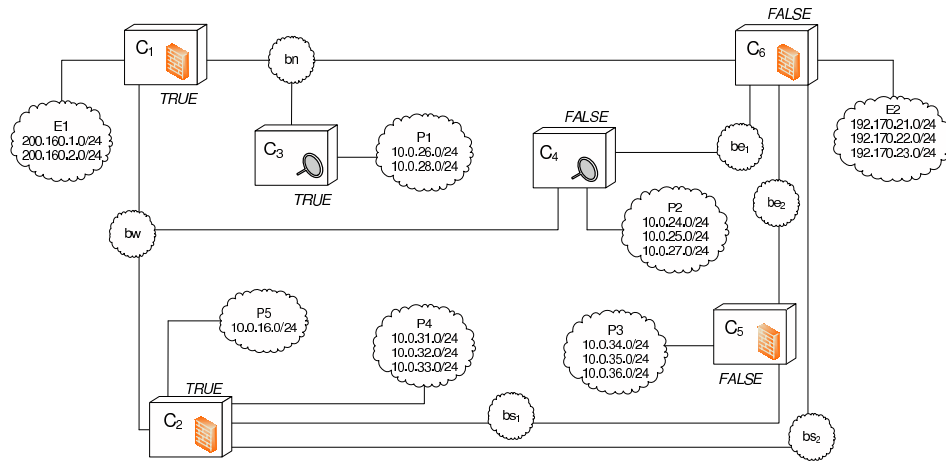 FALSE
C1
bn
C6
TRUE
E1
200.160.1.0/24
200.160.2.0/24
E2
192.170.21.0/24
192.170.22.0/24
192.170.23.0/24
FALSE
C3
P1
10.0.26.0/24
10.0.28.0/24
C4
be1
TRUE
P2
10.0.24.0/24
10.0.25.0/24
10.0.27.0/24
be2
bw
P5
10.0.16.0/24
P4
10.0.31.0/24
10.0.32.0/24
10.0.33.0/24
P3
10.0.34.0/24
10.0.35.0/24
10.0.36.0/24
C5
FALSE
TRUE
C2
bs1
bs2